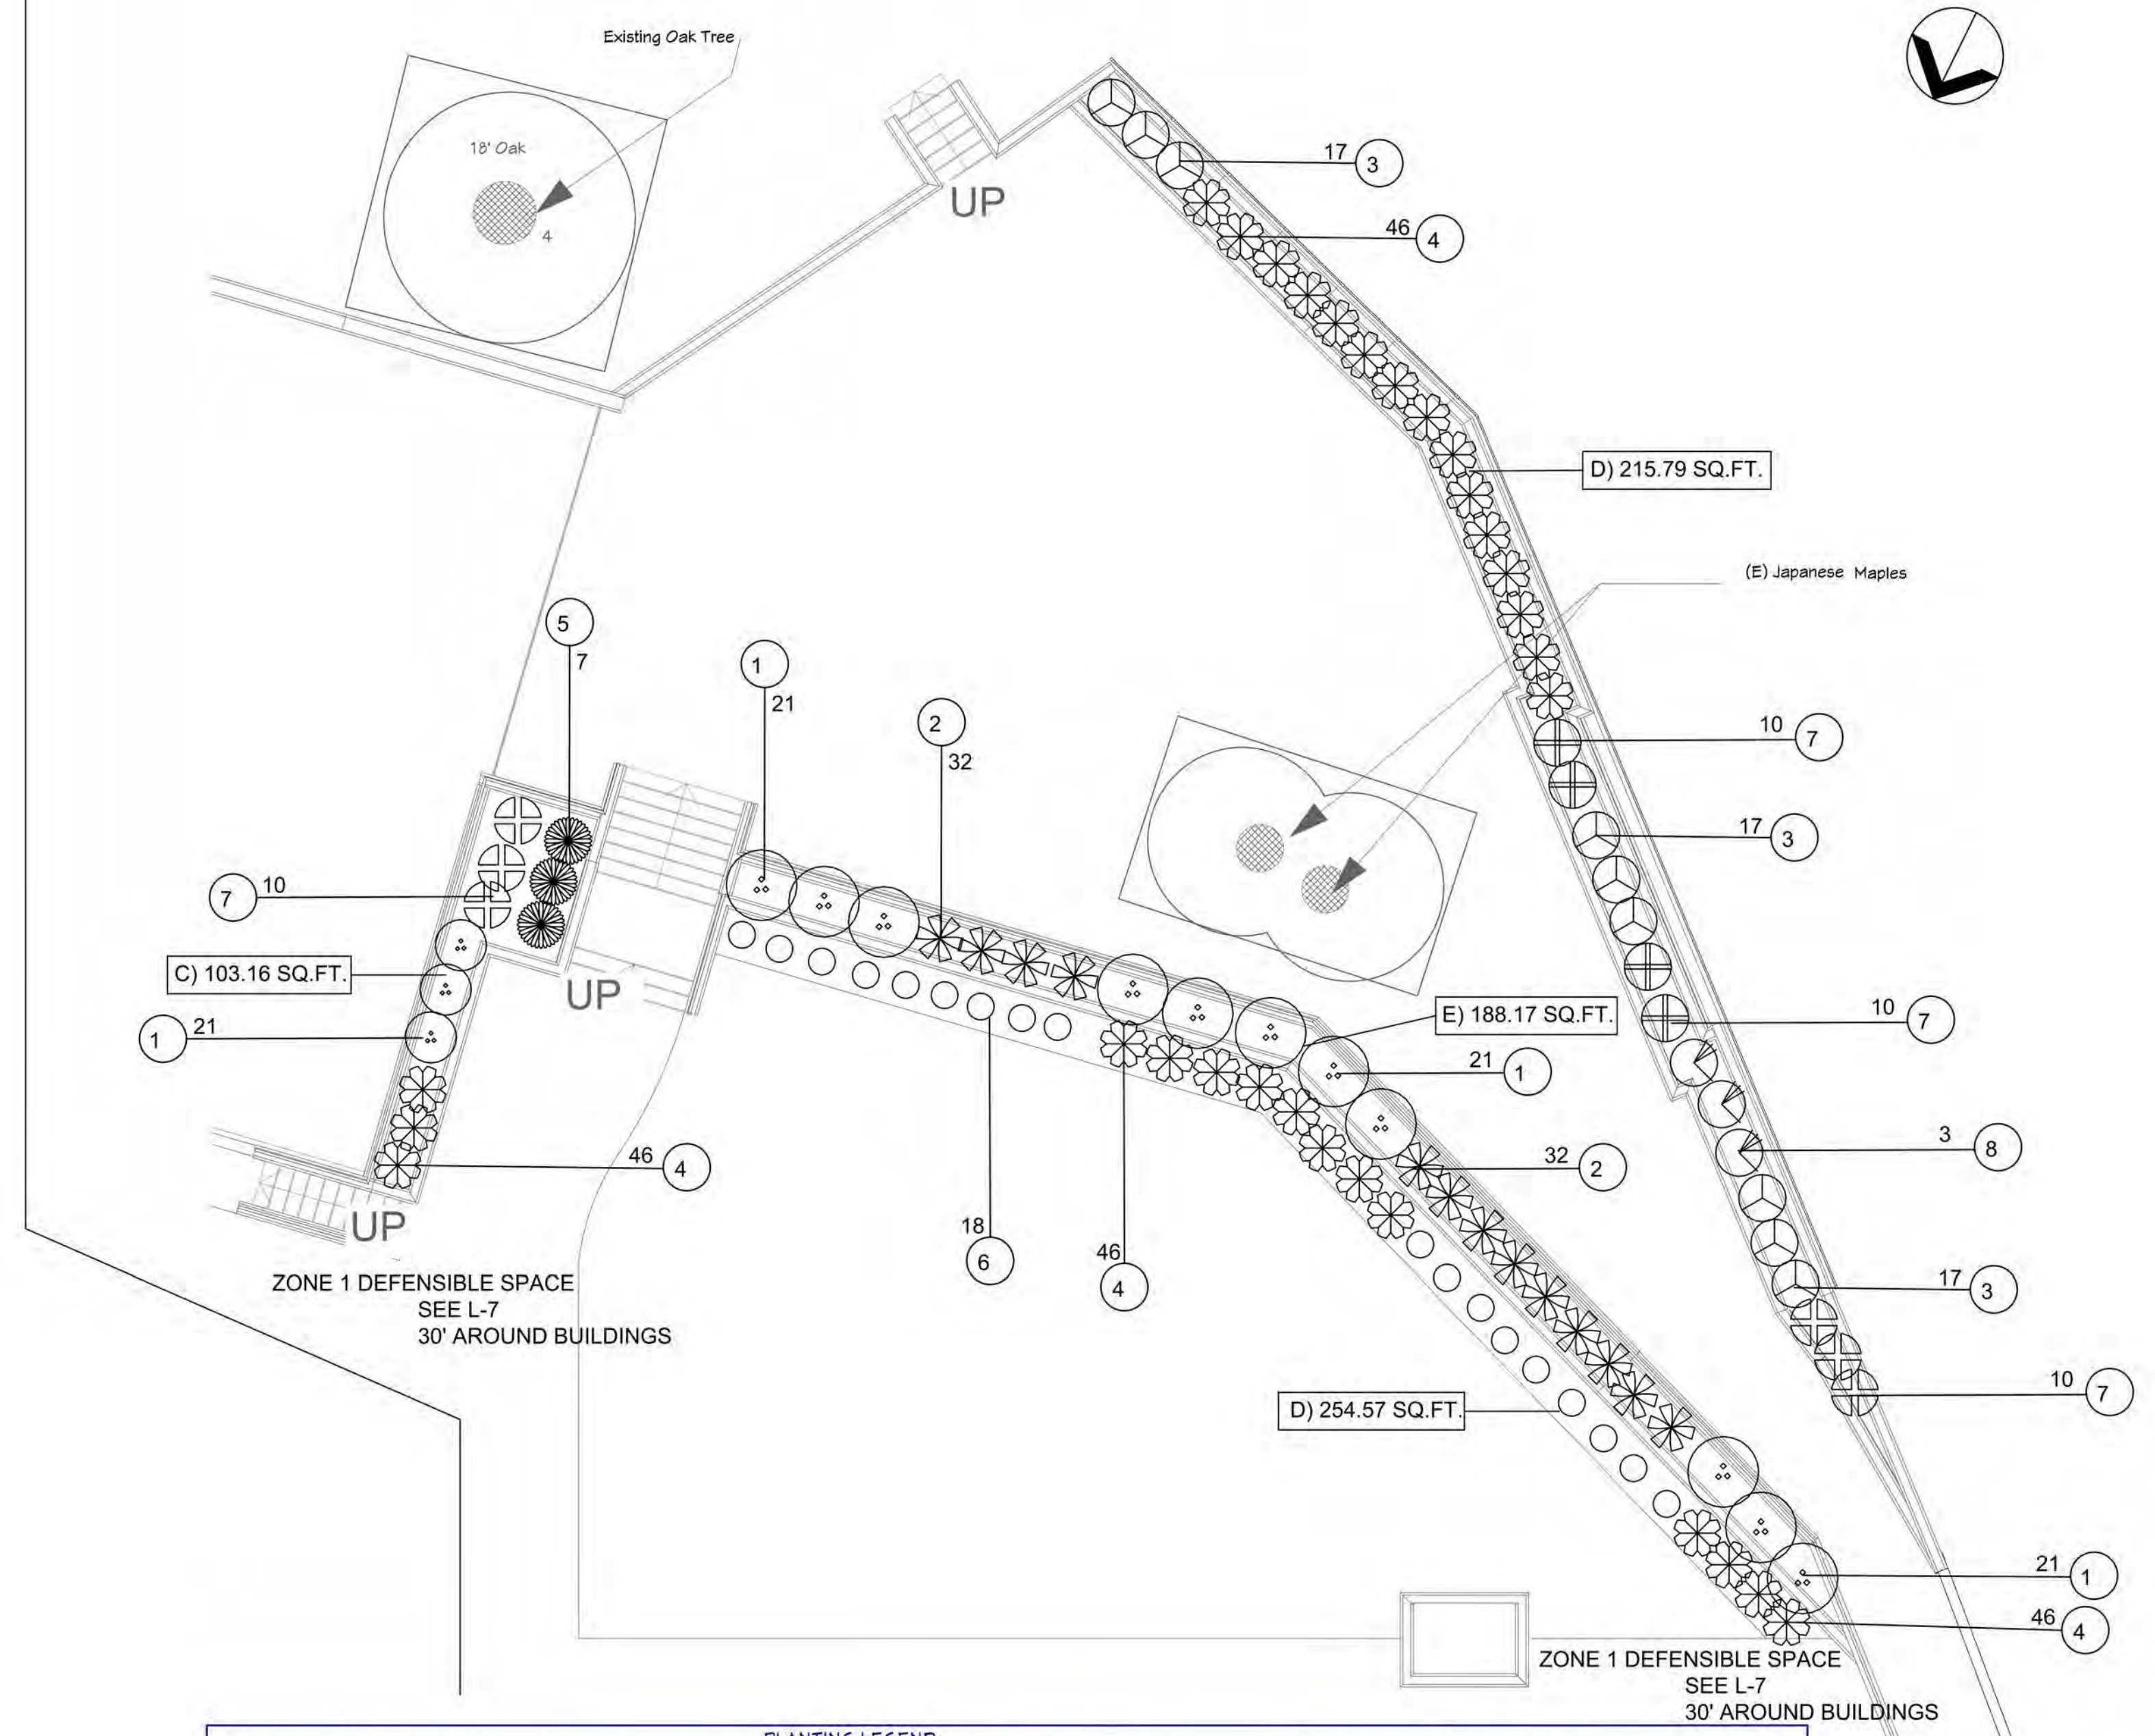 Existing Oak Tree
18' Oak
4
UP
17 3
46 4
D) 215.79 SQ.FT.
(E) Japanese Maples
5
7
1
21
2
32
10 7
17 3
7 10
C) 103.16 SQ.FT.
UP
E) 188.17 SQ.FT.
10 7
1 21
21 1
3 8
46 4
32 2
UP
18
6
46
4
17 3
ZONE 1 DEFENSIBLE SPACE
SEE L-7
30' AROUND BUILDINGS
D) 254.57 SQ.FT.
10 7
21 1
46 4
ZONE 1 DEFENSIBLE SPACE
SEE L-7
30' AROUND BUILDINGS
PLANTING LEGEND